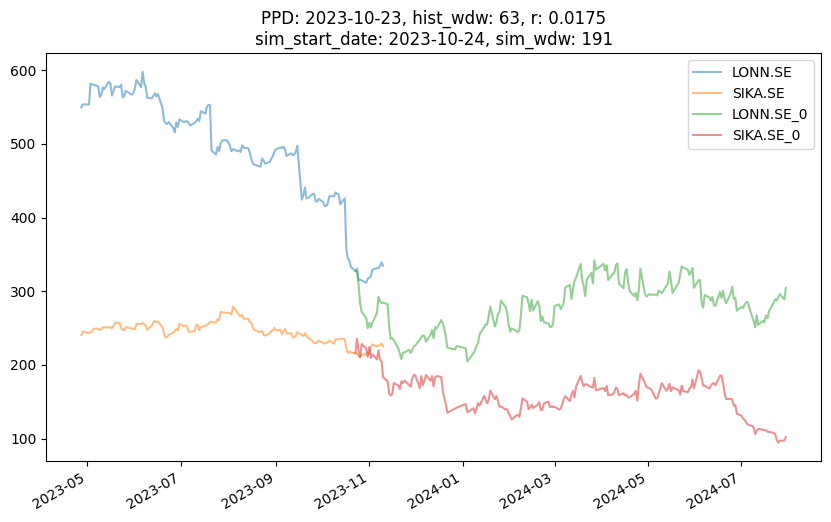 PPD: 2023-10-23, hist_wdw: 63, r: 0.0175
sim_start_date: 2023-10-24, sim_wdw: 191
LONN.SE
SIKA.SE
LONN.SE_0
SIKA.SE_0
600
500
400
300
200
100
2023-05
2023-07
2023-09
2023-11
2024-01
2024-03
2024-05
2024-07